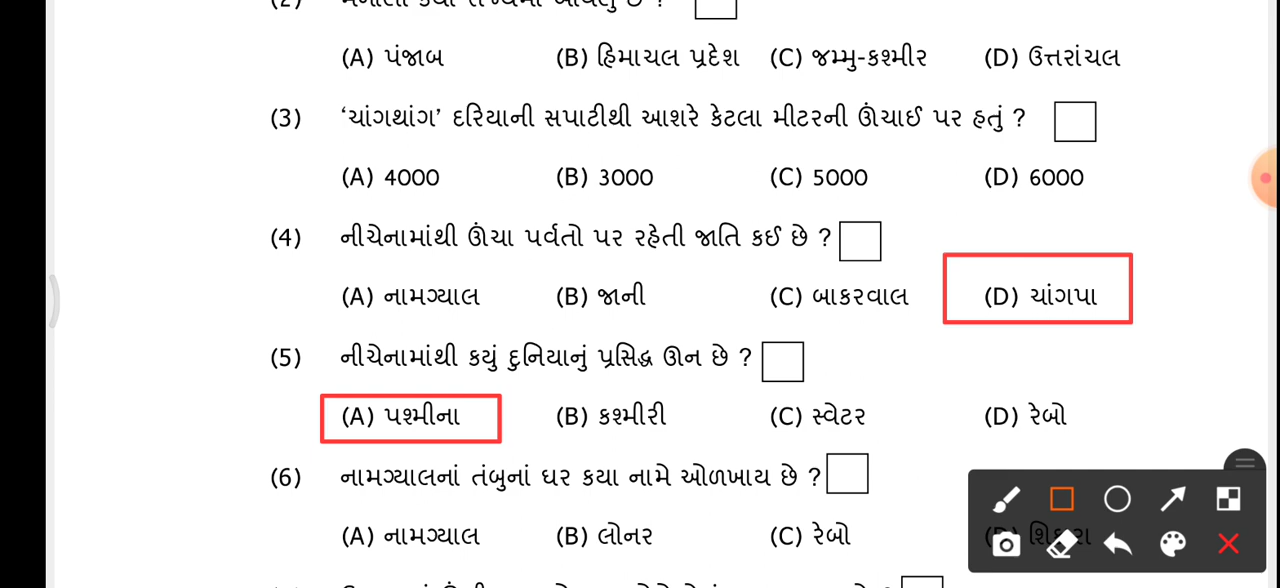 (2)
(A) પંજાબ (B) હિમાચલ પ્રદેશ (C) જમ્મુ-કશ્મીર (D) ઉત્તરાંચલ
(3) ‘ચાંગથાંગ’ દરિયાની સપાટીથી આશરે કેટલા મીટરની ઊંચાઈ પર હતું ?
(A) 4000 (B) 3000 (C) 5000 (D) 6000
(4) નીચેનામાંથી ઊંચા પર્વતો પર રહેતી જાતિ કઈ છે ?
(A) નામગ્યાલ (B) જાની (C) બાકરવાલ (D) ચાંગપા
(5) નીચેનામાંથી કયું દુનિયાનું પ્રસિદ્ધ ઊન છે ?
(A) પશ્મીના (B) કશ્મીરી (C) સ્વેટર (D) રેબો
(6) નામગ્યાલનાં તંબુનાં ઘર કયા નામે ઓળખાય છે ?
(A) નામગ્યાલ (B) લોનર (C) રેબો